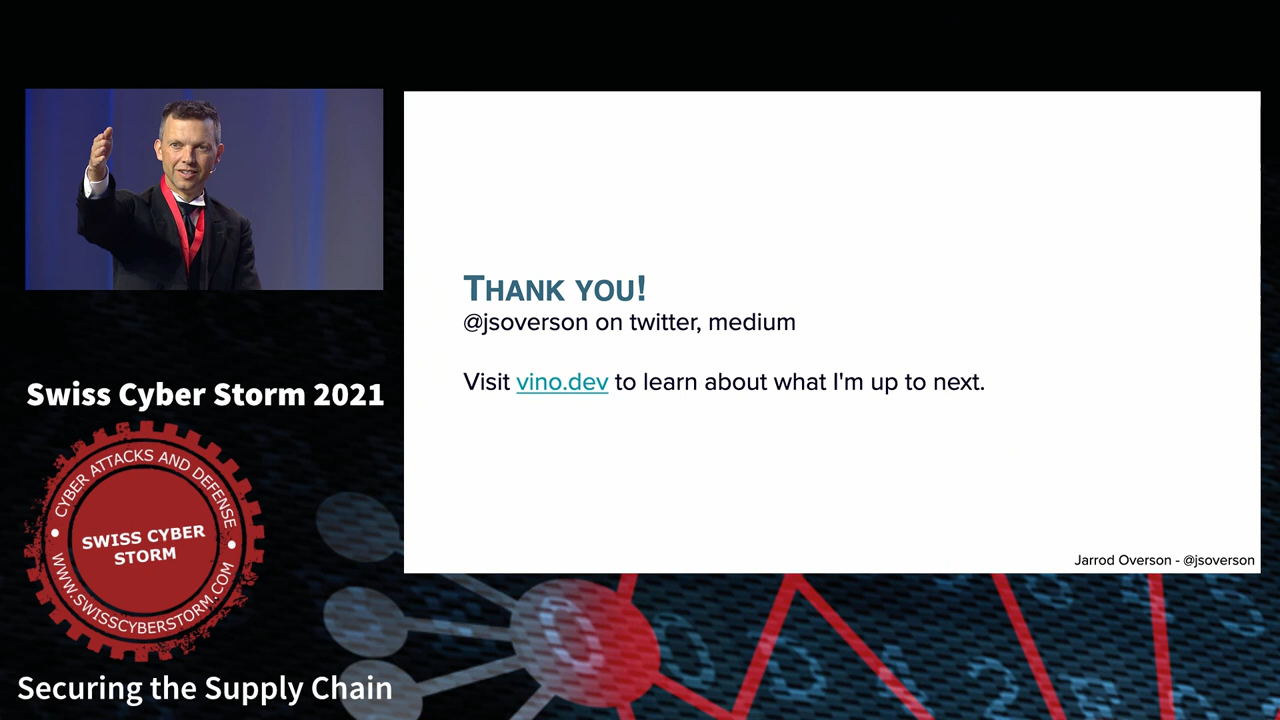 THANK YOU!
@jsoverson on twitter, medium
Visit vino.dev to learn about what I'm up to next.
Jarrod Overson - @jsoverson
Swiss Cyber Storm 2021
CYBER ATTACKS AND DEFENSE
SWISS CYBER
STORM
WWW.SWISSCYBERSTORM.COM
Securing the Supply Chain